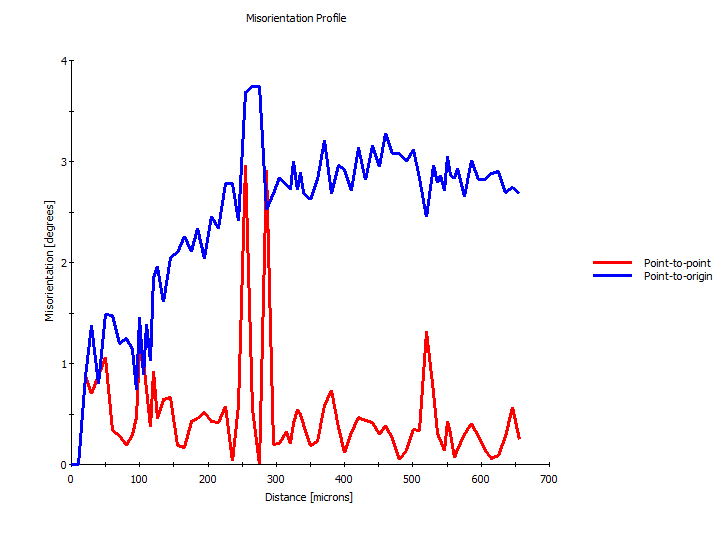 Misorientation Profile
4
3
2
1
0
Misorientation [degrees]
0 100 200 300 400 500 600 700
Distance [microns]
Point-to-point
Point-to-origin